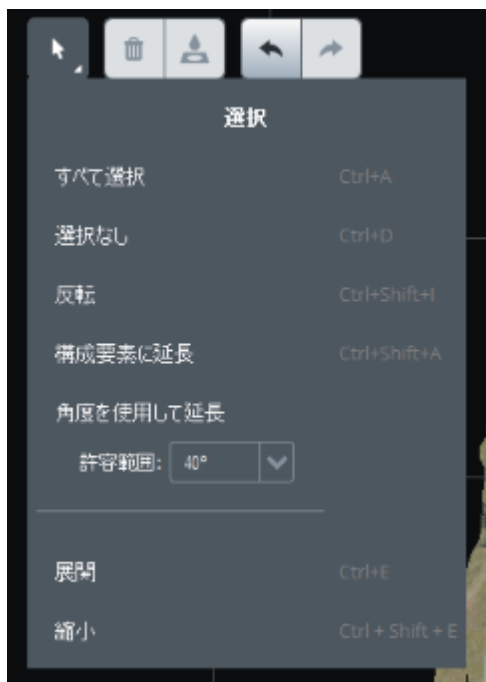 選択
すべて選択 Ctrl+A
選択なし Ctrl+D
反転 Ctrl+Shift+I
構成要素に延長 Ctrl+Shift+A
角度を使用して延長
許容範囲: 40°
展開 Ctrl+E
縮小 Ctrl + Shift + E